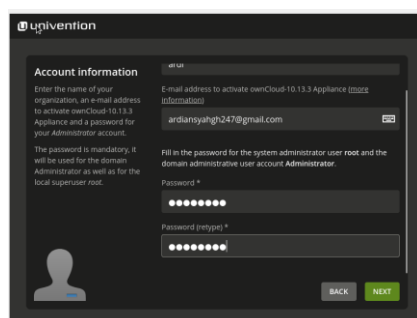 univention
Account information
Enter the name of your
organization, an e-mail address
to activate ownCloud-10.13.3
Appliance and a password for
your Administrator account.
The password is mandatory, it
will be used for the domain
Administrator as well as for the
local superuser root.
ardi
E-mail address to activate ownCloud-10.13.3 Appliance (more
information)
ardiansyahgh247@gmail.com
Fill in the password for the system administrator user root and the
domain administrative user account Administrator.
Password *
●●●●●●●●
Password (retype) *
●●●●●●●●
BACK
NEXT